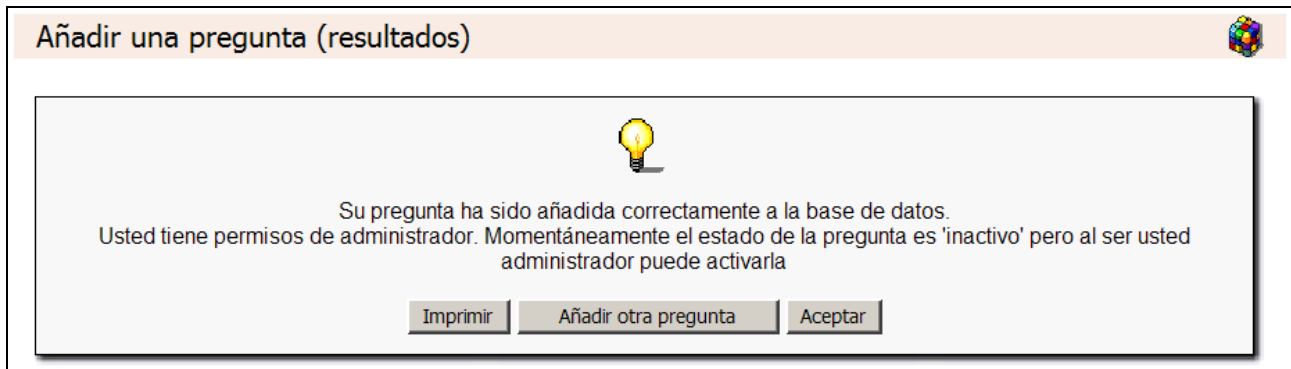 Añadir una pregunta (resultados)
Su pregunta ha sido añadida correctamente a la base de datos.
Usted tiene permisos de administrador. Momentáneamente el estado de la pregunta es 'inactivo' pero al ser usted
administrador puede activarla
Imprimir Añadir otra pregunta Aceptar